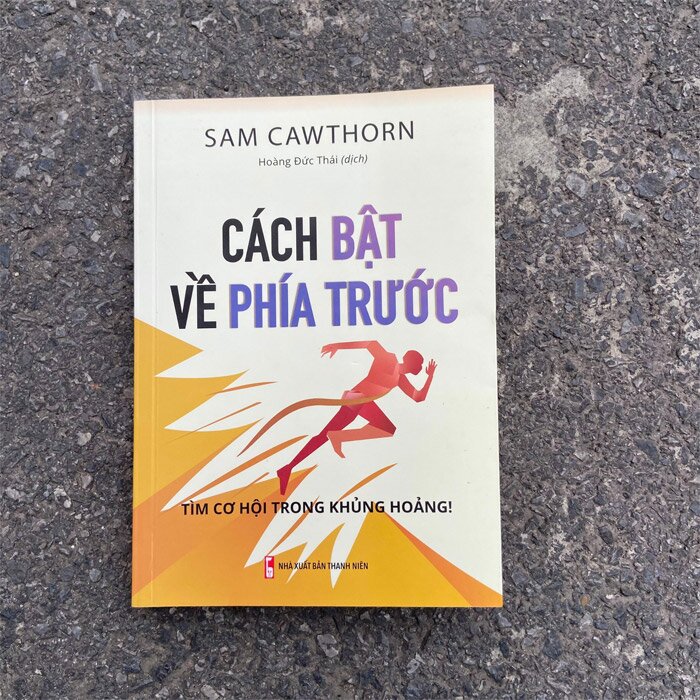 SAM CAWTHORN
Hoàng Đức Thái (dịch)
CÁCH BẬT
VỀ PHÍA TRƯỚC
TÌM CƠ HỘI TRONG KHỦNG HOẢNG!
NHÀ XUẤT BẢN THANH NIÊN